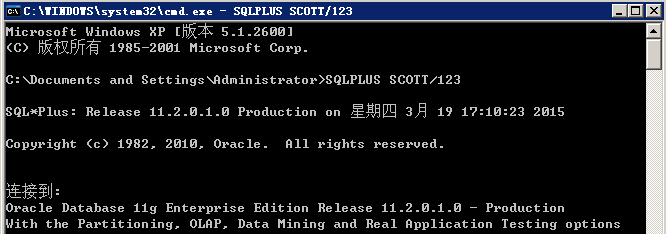 C:\WINDOWS\system32\cmd.exe - SQLPLUS SCOTT/123
Microsoft Windows XP [版本 5.1.2600]
(C) 版权所有 1985-2001 Microsoft Corp.
C:\Documents and Settings\Administrator>SQLPLUS SCOTT/123
SQL*Plus: Release 11.2.0.1.0 Production on 星期四 3月 19 17:10:23 2015
Copyright (c) 1982, 2010, Oracle.  All rights reserved.
连接到:
Oracle Database 11g Enterprise Edition Release 11.2.0.1.0 - Production
With the Partitioning, OLAP, Data Mining and Real Application Testing options